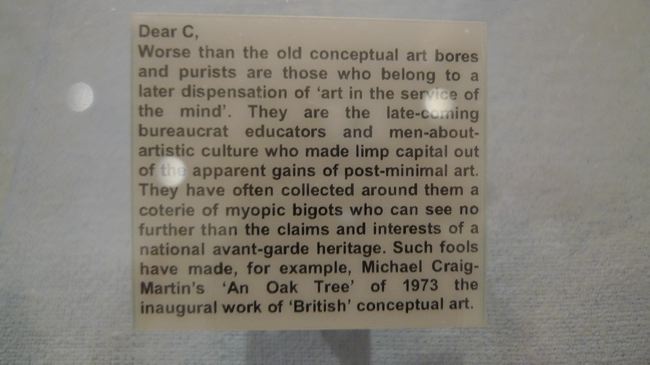 Dear C,
Worse than the old conceptual art bores
and purists are those who belong to a
later dispensation of ‘art in the service of
the mind’. They are the late-coming
bureaucrat educators and men-about-
artistic culture who made limp capital out
of the apparent gains of post-minimal art.
They have often collected around them a
coterie of myopic bigots who can see no
further than the claims and interests of a
national avant-garde heritage. Such fools
have made, for example, Michael Craig-
Martin’s ‘An Oak Tree’ of 1973 the
inaugural work of ‘British’ conceptual art.